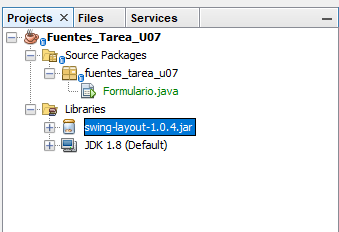 Projects Files Services
Fuentes_Tarea_U07
Source Packages
fuentes_tarea_u07
Formulario.java
Libraries
swing-layout-1.0.4.jar
JDK 1.8 (Default)